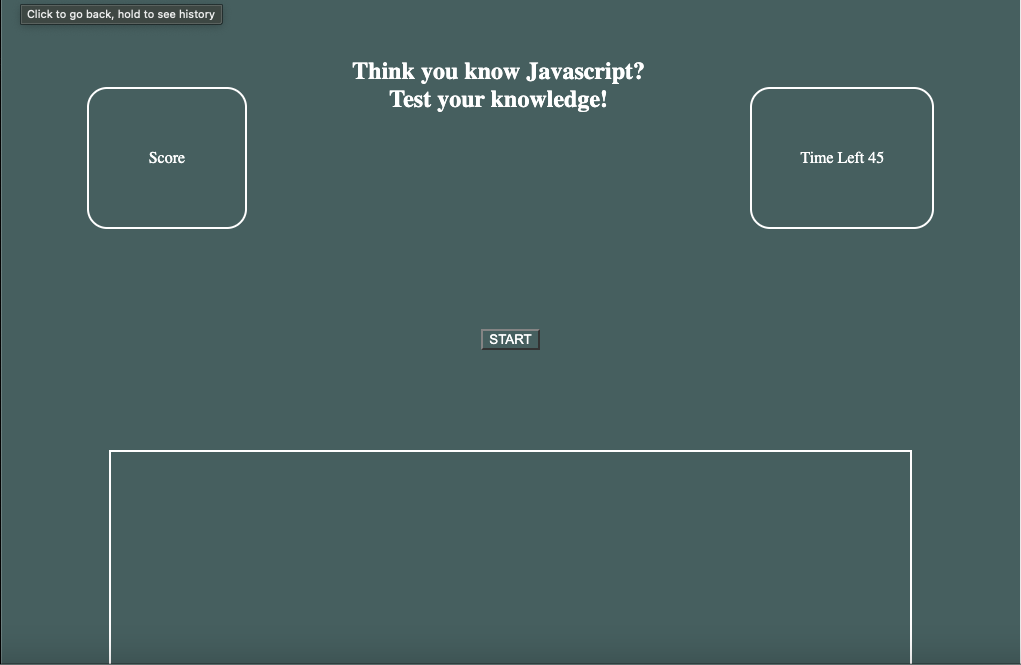 Click to go back, hold to see history
Think you know Javascript?
Test your knowledge!
Score
Time Left 45
START